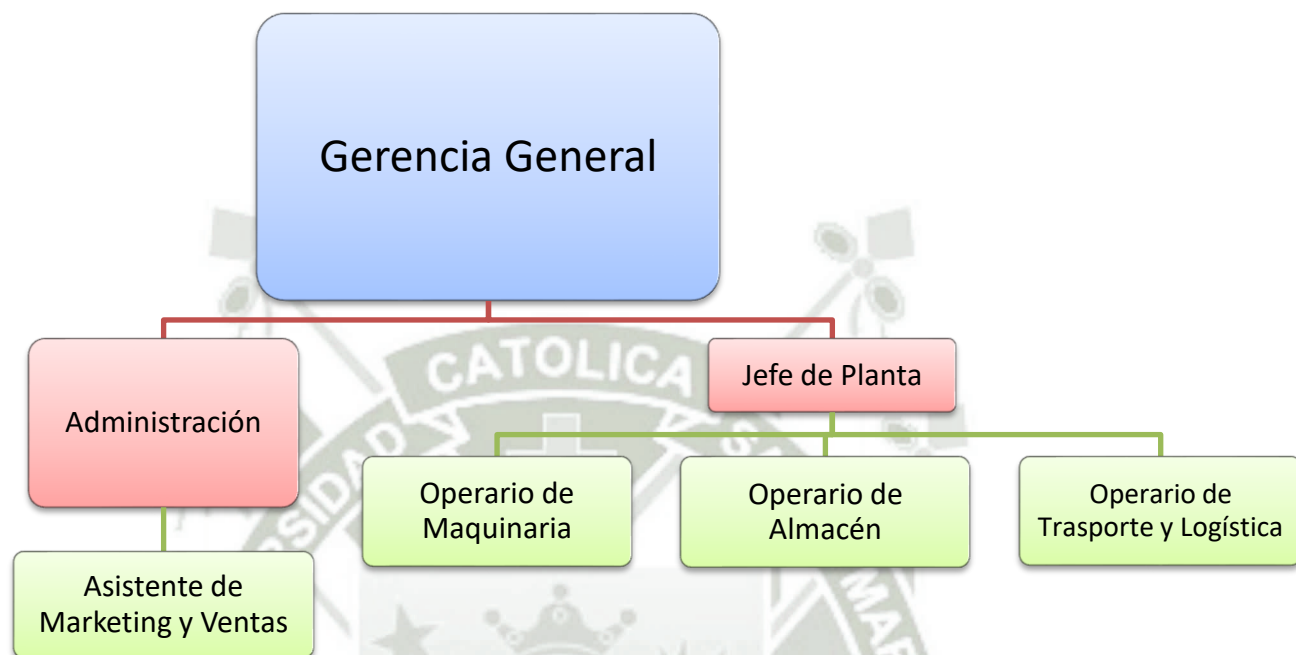 Gerencia General
CATOLICA
Jefe de Planta
Administración
Operario de
Maquinaria
Operario de
Almacén
Operario de
Trasporte y Logística
Asistente de
Marketing y Ventas